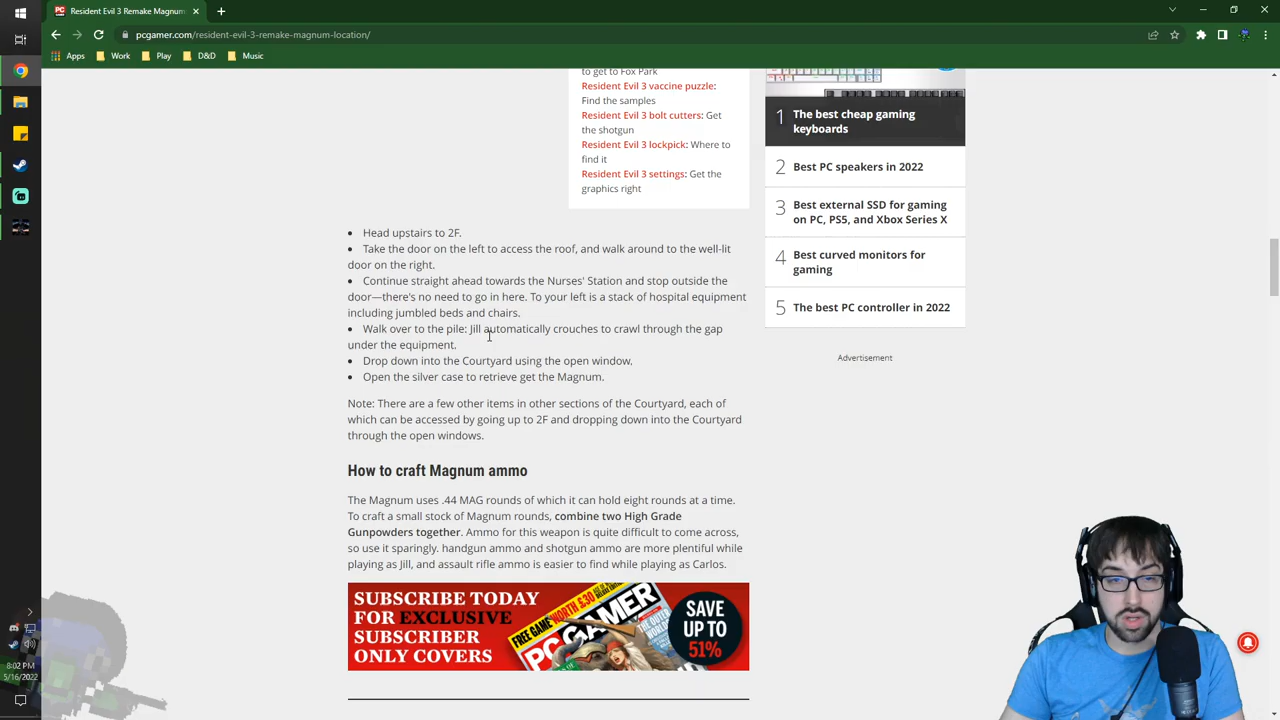 Resident Evil 3 Remake Magnum
pcgamer.com/resident-evil-3-remake-magnum-location/
Apps Work Play D&D Music
to get to Fox Park
Resident Evil 3 vaccine puzzle:
Find the samples
Resident Evil 3 bolt cutters: Get
the shotgun
Resident Evil 3 lockpick: Where to
find it
Resident Evil 3 settings: Get the
graphics right
1 The best cheap gaming
keyboards
2 Best PC speakers in 2022
3 Best external SSD for gaming
on PC, PS5, and Xbox Series X
4 Best curved monitors for
gaming
5 The best PC controller in 2022
Advertisement
• Head upstairs to 2F.
• Take the door on the left to access the roof, and walk around to the well-lit
door on the right.
• Continue straight ahead towards the Nurses' Station and stop outside the
door—there's no need to go in here. To your left is a stack of hospital equipment
including jumbled beds and chairs.
• Walk over to the pile: Jill automatically crouches to crawl through the gap
under the equipment.
• Drop down into the Courtyard using the open window.
• Open the silver case to retrieve get the Magnum.
Note: There are a few other items in other sections of the Courtyard, each of
which can be accessed by going up to 2F and dropping down into the Courtyard
through the open windows.
How to craft Magnum ammo
The Magnum uses .44 MAG rounds of which it can hold eight rounds at a time.
To craft a small stock of Magnum rounds, combine two High Grade
Gunpowders together. Ammo for this weapon is quite difficult to come across,
so use it sparingly. handgun ammo and shotgun ammo are more plentiful while
playing as Jill, and assault rifle ammo is easier to find while playing as Carlos.
SUBSCRIBE TODAY
FOR EXCLUSIVE
SUBSCRIBER
ONLY COVERS
FREE GAME WORTH £30
PC GAMER
SAVE
UP TO
51%
8:02 PM
5/16/2022